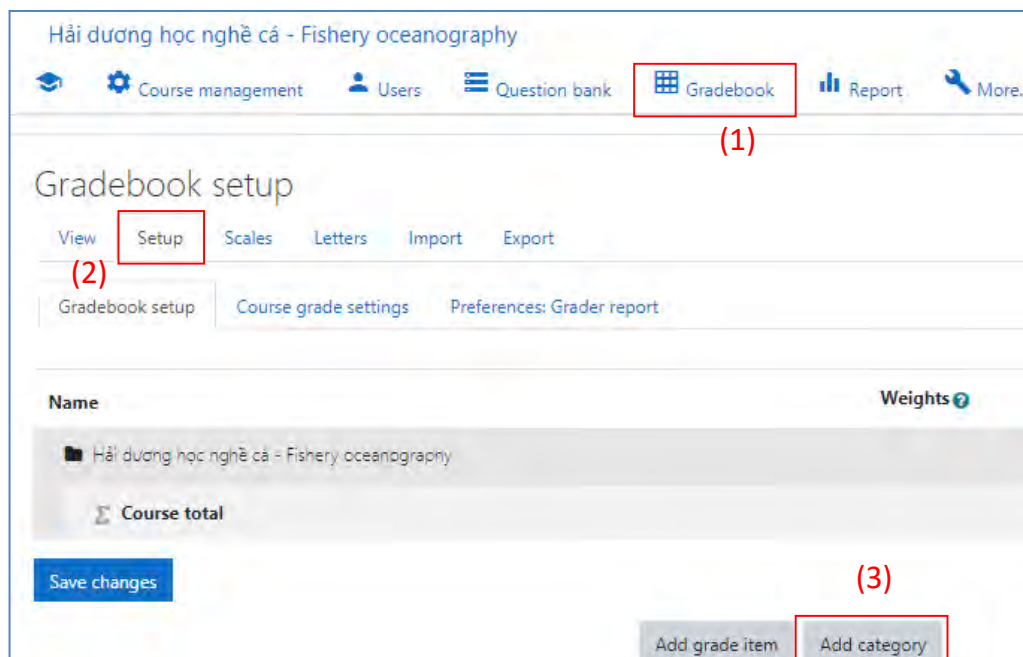 Hải dương học nghề cá - Fishery oceanography
Course management Users Question bank Gradebook Report More.
(1)
Gradebook setup
View Setup Scales Letters Import Export
(2)
Gradebook setup Course grade settings Preferences: Grader report
Name Weights
Hải dương học nghề cá - Fishery oceanography
∑ Course total
Save changes
(3)
Add grade item Add category